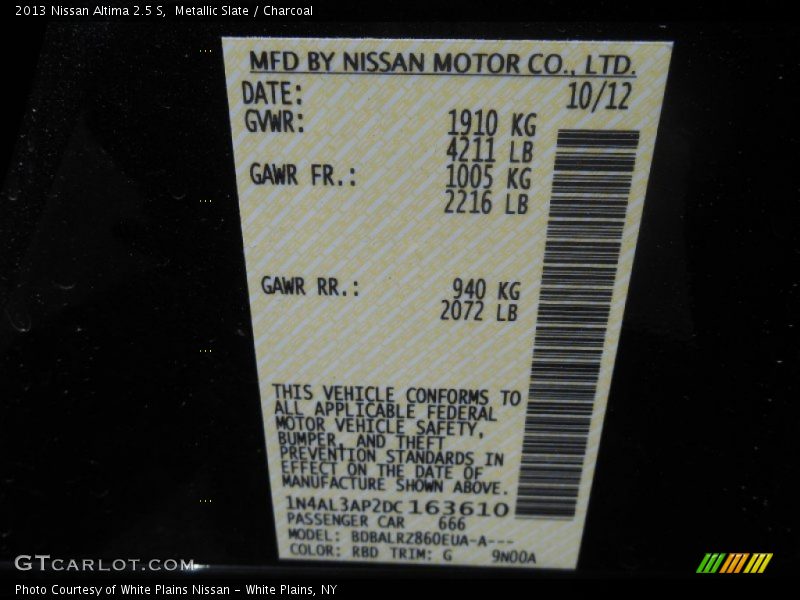 2013 Nissan Altima 2.5 S, Metallic Slate / Charcoal
MFD BY NISSAN MOTOR CO., LTD.
DATE: 10/12
GVWR: 1910 KG
4211 LB
GAWR FR.: 1005 KG
2216 LB
GAWR RR.: 940 KG
2072 LB
THIS VEHICLE CONFORMS TO
ALL APPLICABLE FEDERAL
MOTOR VEHICLE SAFETY,
BUMPER, AND THEFT
PREVENTION STANDARDS IN
EFFECT ON THE DATE OF
MANUFACTURE SHOWN ABOVE.
1N4AL3AP2DC163610
PASSENGER CAR 666
MODEL: BDBALRZ860EUA-A---
COLOR: RBD TRIM: G 9N00A
GTCARLOT.COM
Photo Courtesy of White Plains Nissan - White Plains, NY